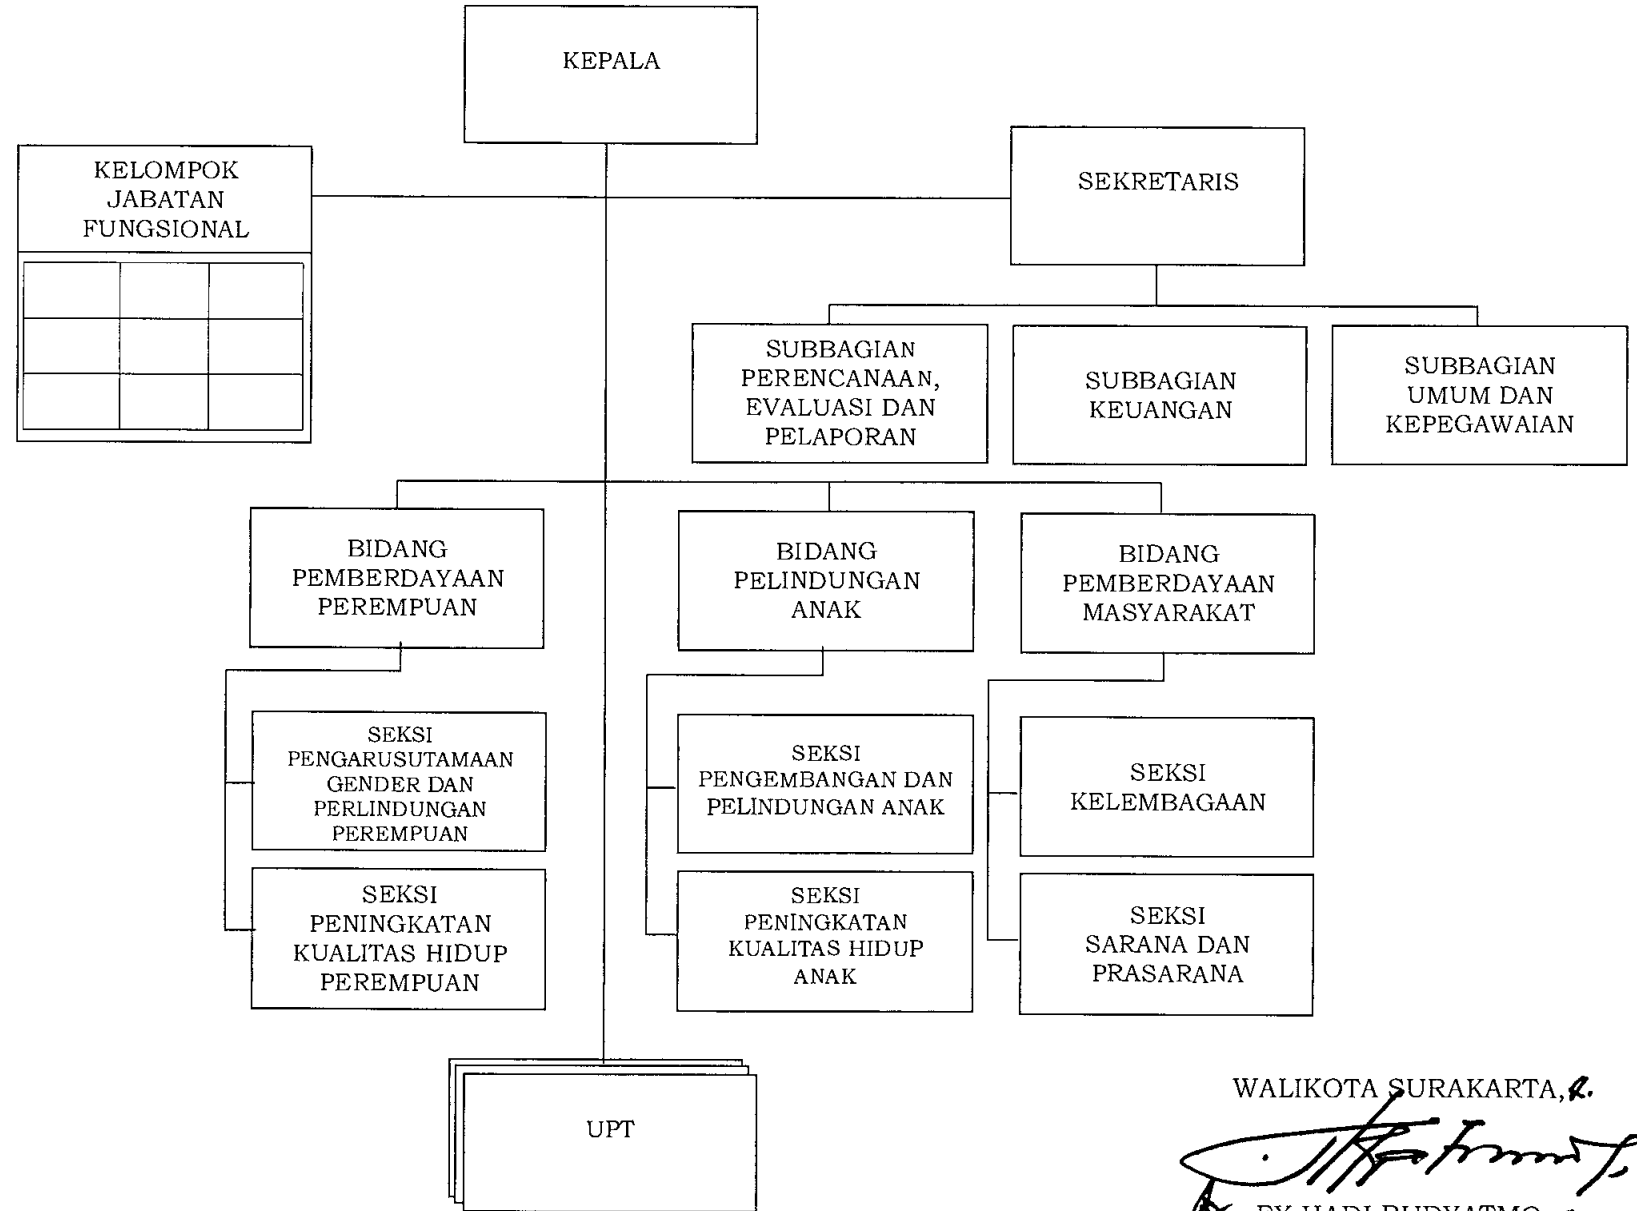 KEPALA
KELOMPOK
JABATAN
FUNGSIONAL
SEKRETARIS
SUBBAGIAN
PERENCANAAN,
EVALUASI DAN
PELAPORAN
SUBBAGIAN
KEUANGAN
SUBBAGIAN
UMUM DAN
KEPEGAWAIAN
BIDANG
PEMBERDAYAAN
PEREMPUAN
BIDANG
PELINDUNGAN
ANAK
BIDANG
PEMBERDAYAAN
MASYARAKAT
SEKSI
PENGARUSUTAMAAN
GENDER DAN
PERLINDUNGAN
PEREMPUAN
SEKSI
PENGEMBANGAN DAN
PELINDUNGAN ANAK
SEKSI
KELEMBAGAAN
SEKSI
PENINGKATAN
KUALITAS HIDUP
PEREMPUAN
SEKSI
PENINGKATAN
KUALITAS HIDUP
ANAK
SEKSI
SARANA DAN
PRASARANA
UPT
WALIKOTA SURAKARTA,
HADI RUDYATMO